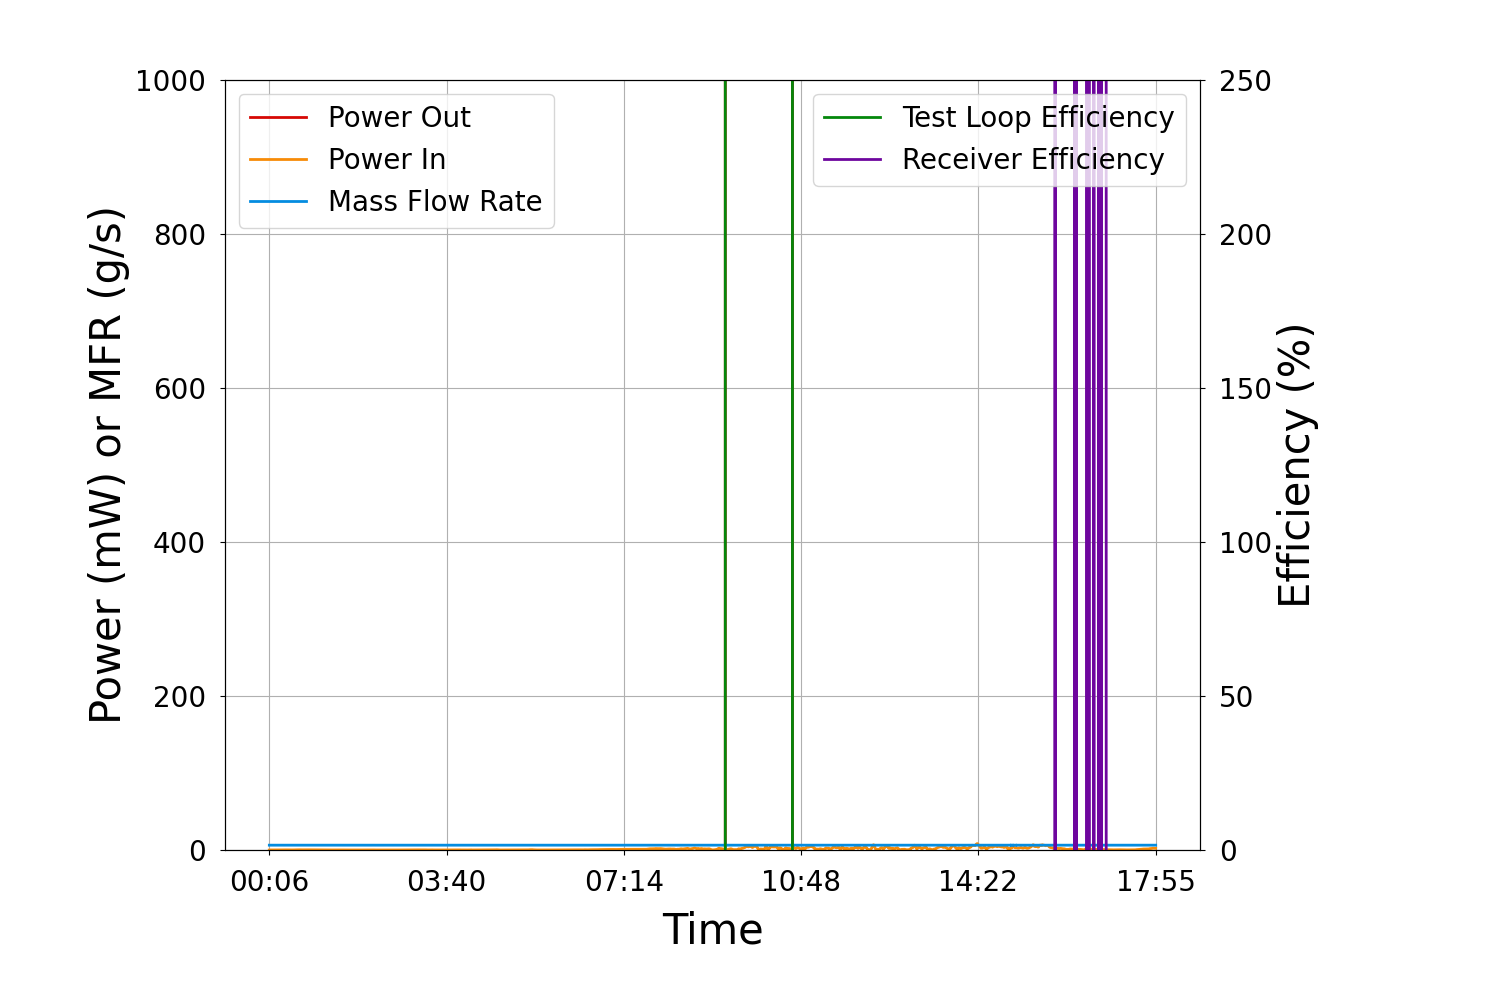 1000
800
600
400
200
0
Power (mW) or MFR (g/s)
Power Out
Power In
Mass Flow Rate
Test Loop Efficiency
Receiver Efficiency
250
200
150
100
50
0
Efficiency (%)
00:06 03:40 07:14 10:48 14:22 17:55
Time